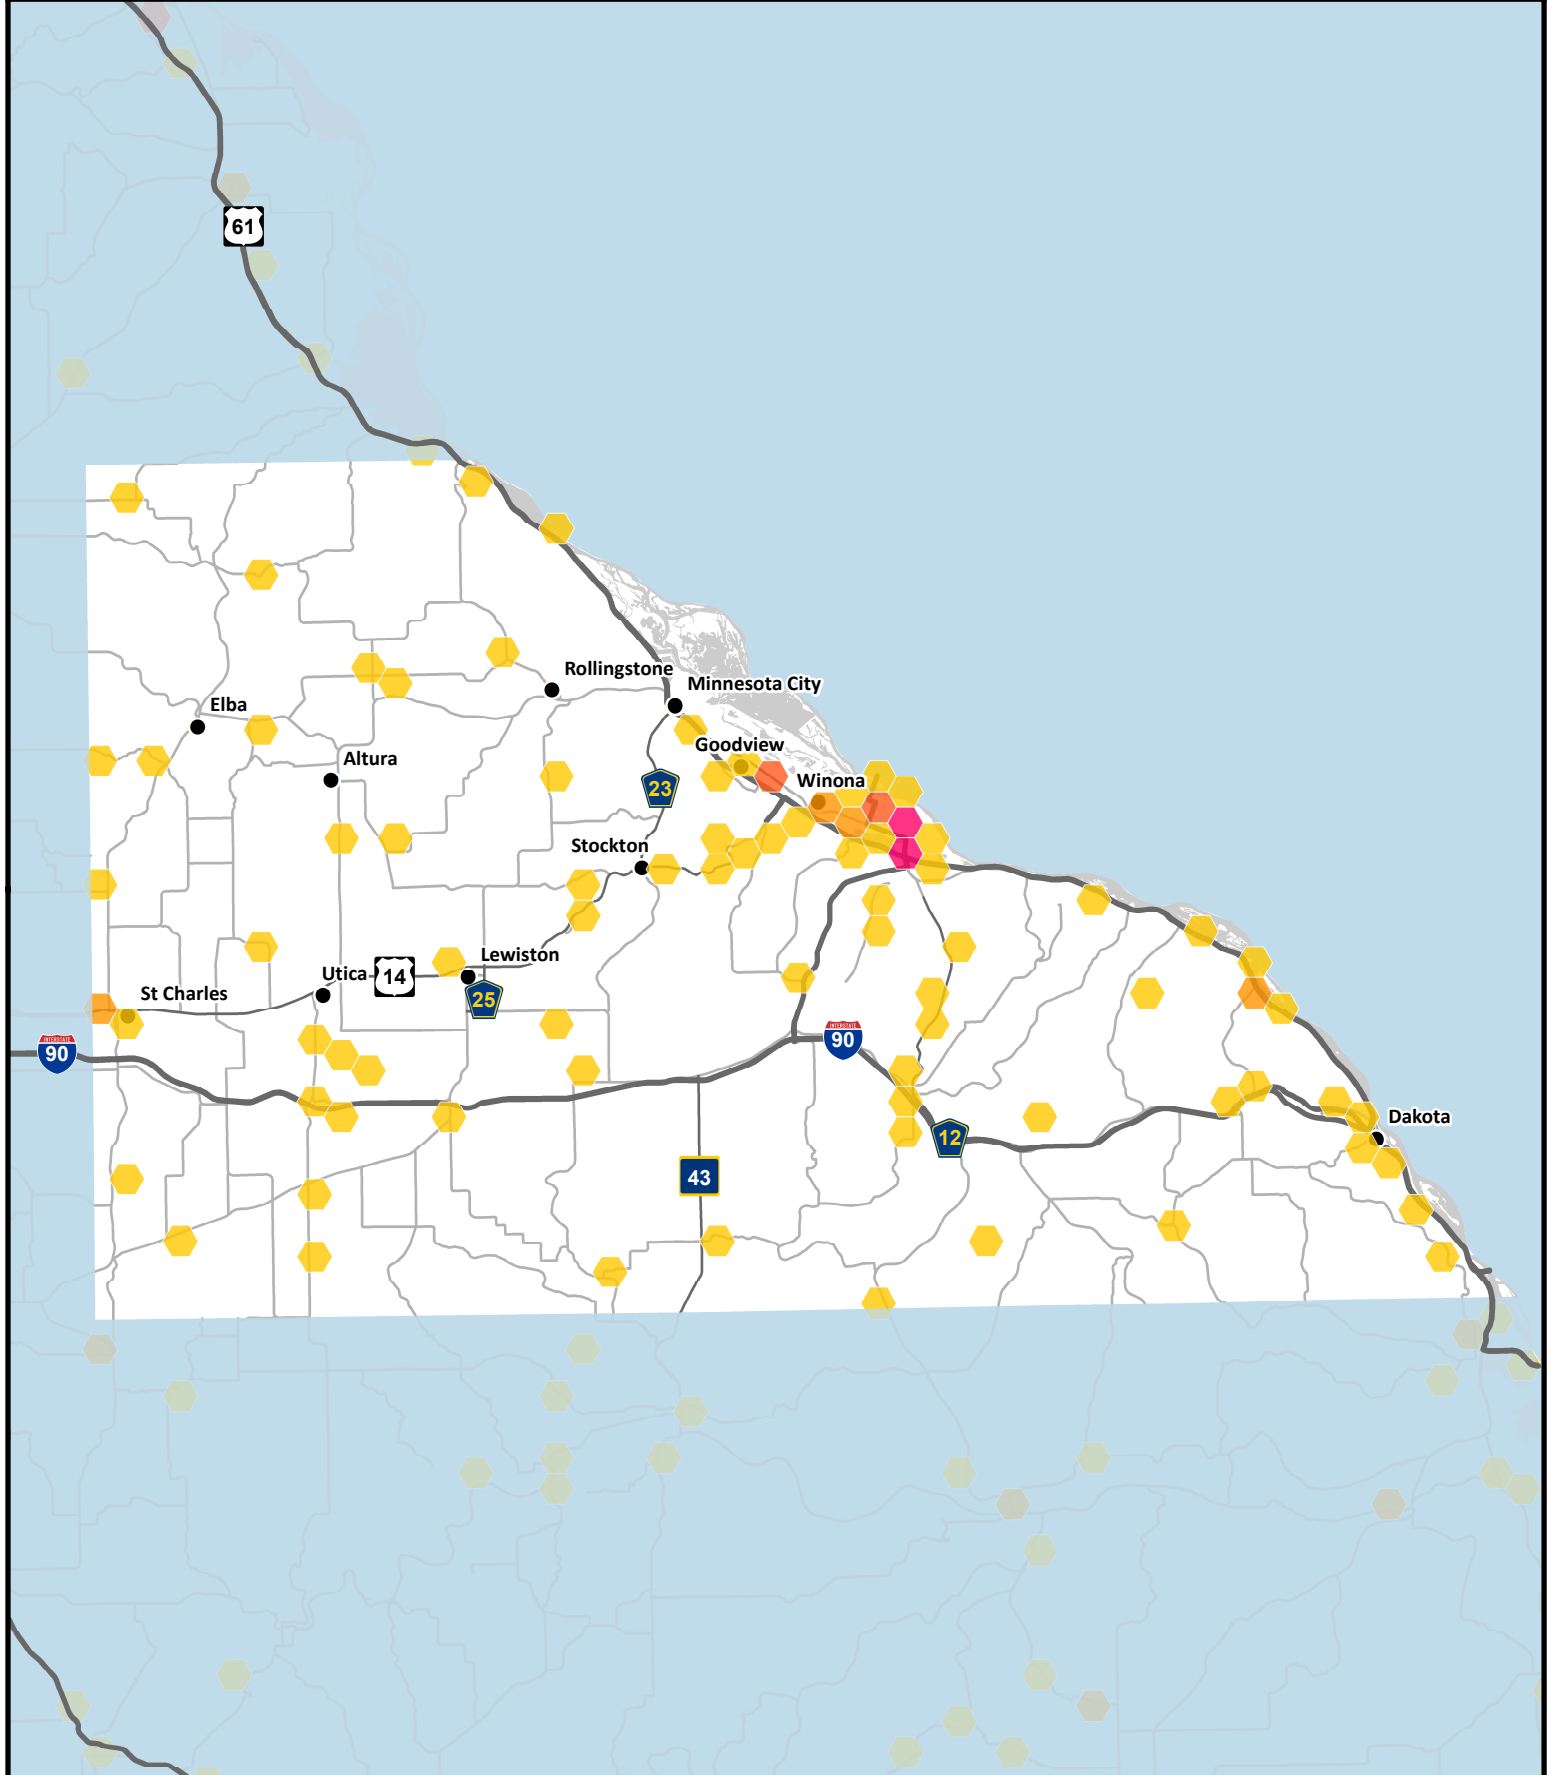 61
Rollingstone
Minnesota City
Elba
Goodview
Altura
Winona
23
Stockton
Lewiston
Utica
14
St Charles
25
INTERSTATE
90
INTERSTATE
90
Dakota
12
43